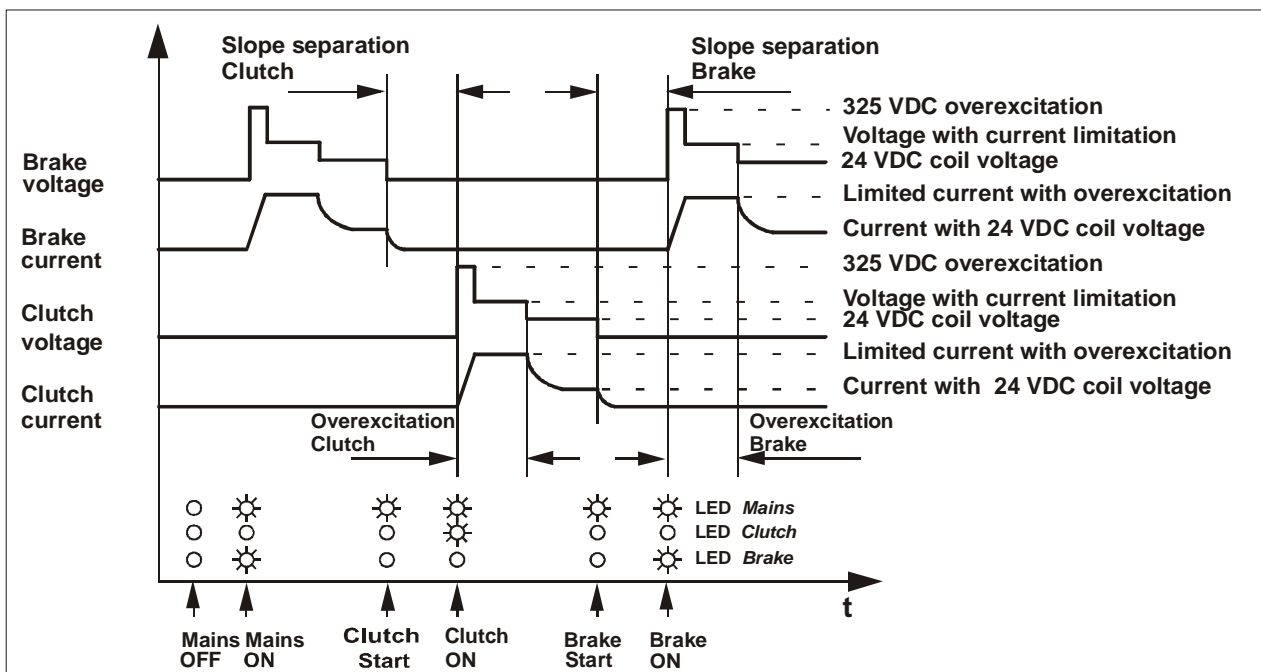 Slope separation
Clutch
Slope separation
Brake
325 VDC overexcitation
Voltage with current limitation
24 VDC coil voltage
Brake
voltage
Limited current with overexcitation
Current with 24 VDC coil voltage
Brake
current
325 VDC overexcitation
Voltage with current limitation
24 VDC coil voltage
Clutch
voltage
Limited current with overexcitation
Current with 24 VDC coil voltage
Clutch
current
Overexcitation
Clutch
Overexcitation
Brake
LED Mains
LED Clutch
LED Brake
t
Mains
OFF
Mains
ON
Clutch
Start
Clutch
ON
Brake
Start
Brake
ON